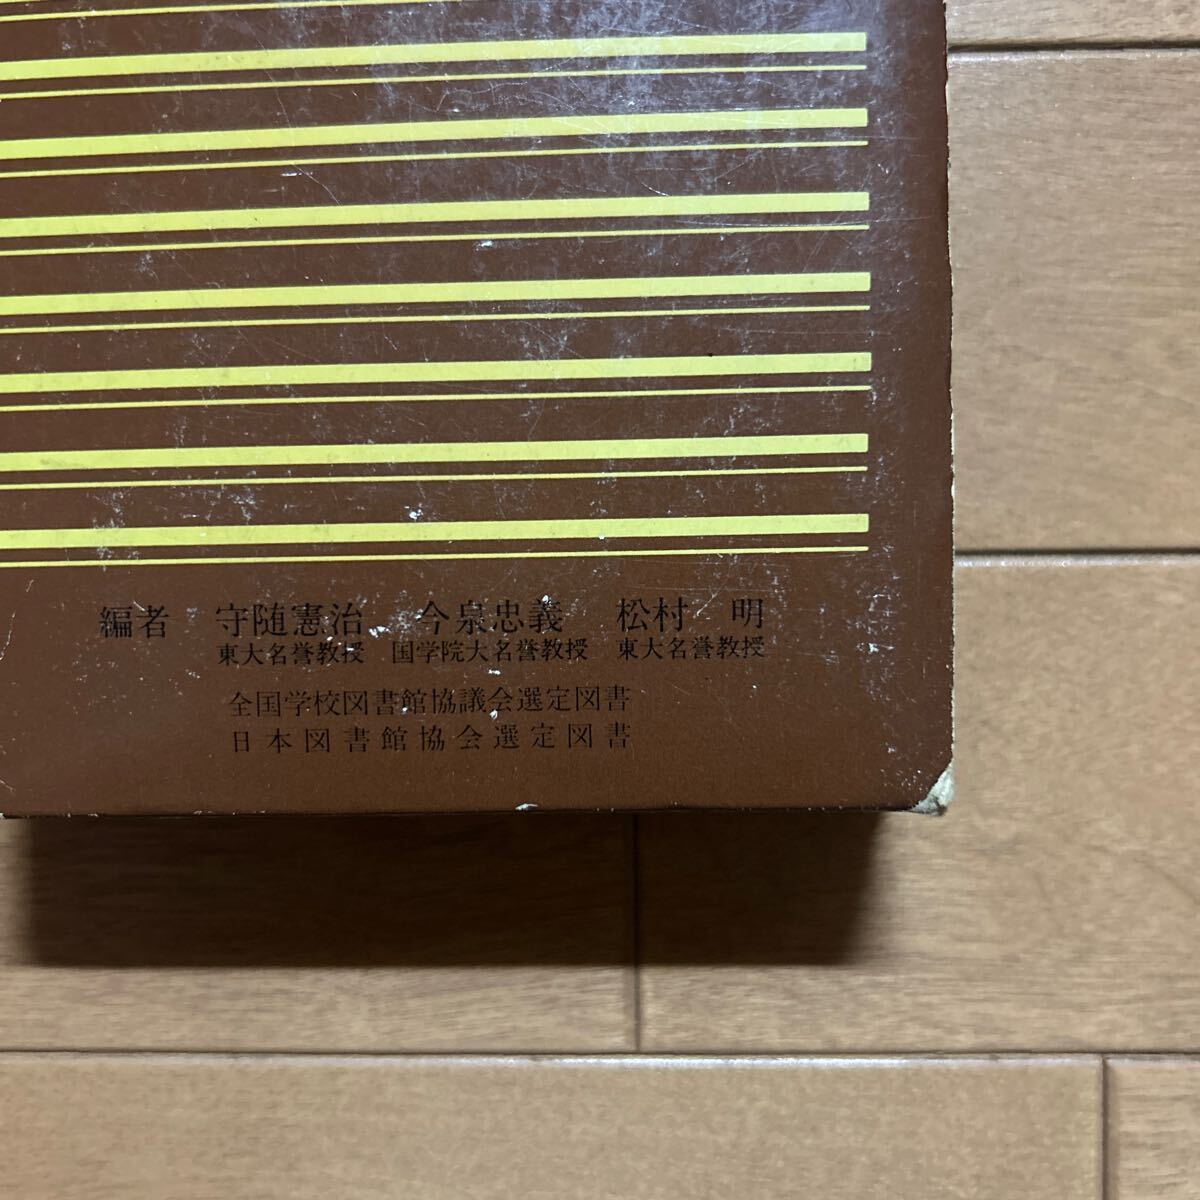 編者 守随憲治 今泉忠義 松村 明
東大名誉教授 国学院大名誉教授 東大名誉教授
全国学校図書館協議会選定図書
日本図書館協会選定図書